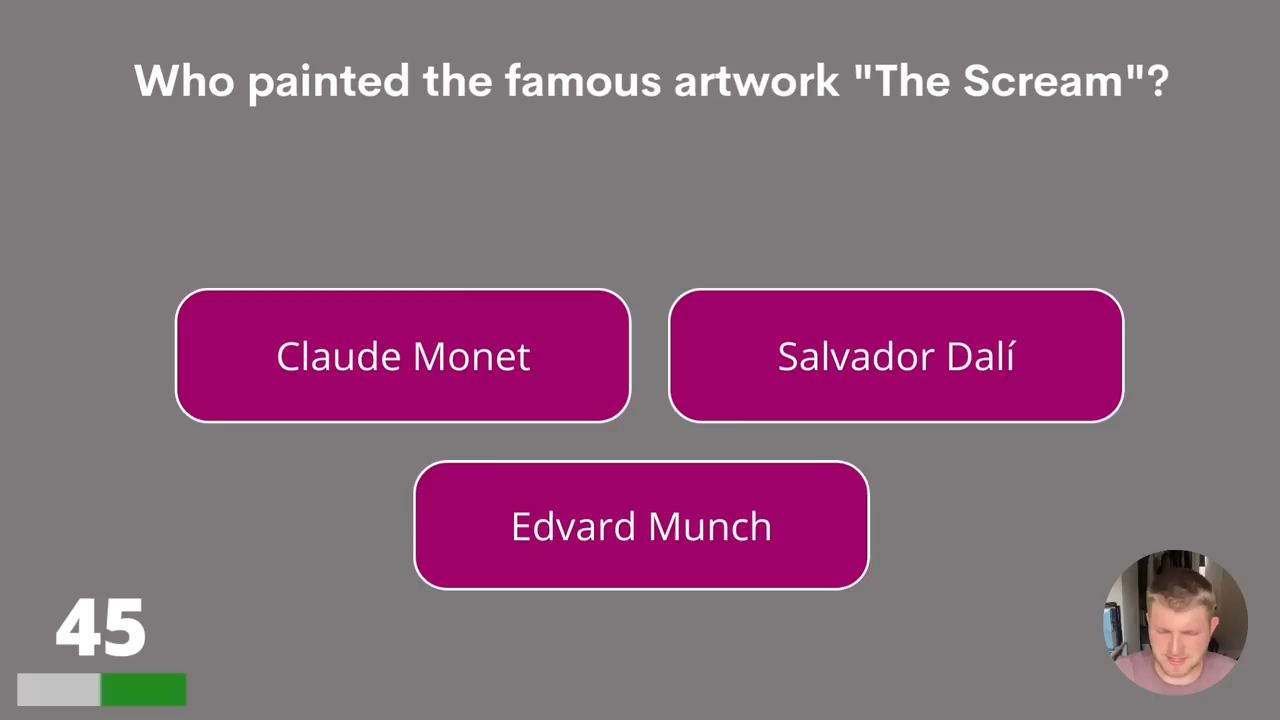 Who painted the famous artwork "The Scream"?
Claude Monet
Salvador Dalí
Edvard Munch
45